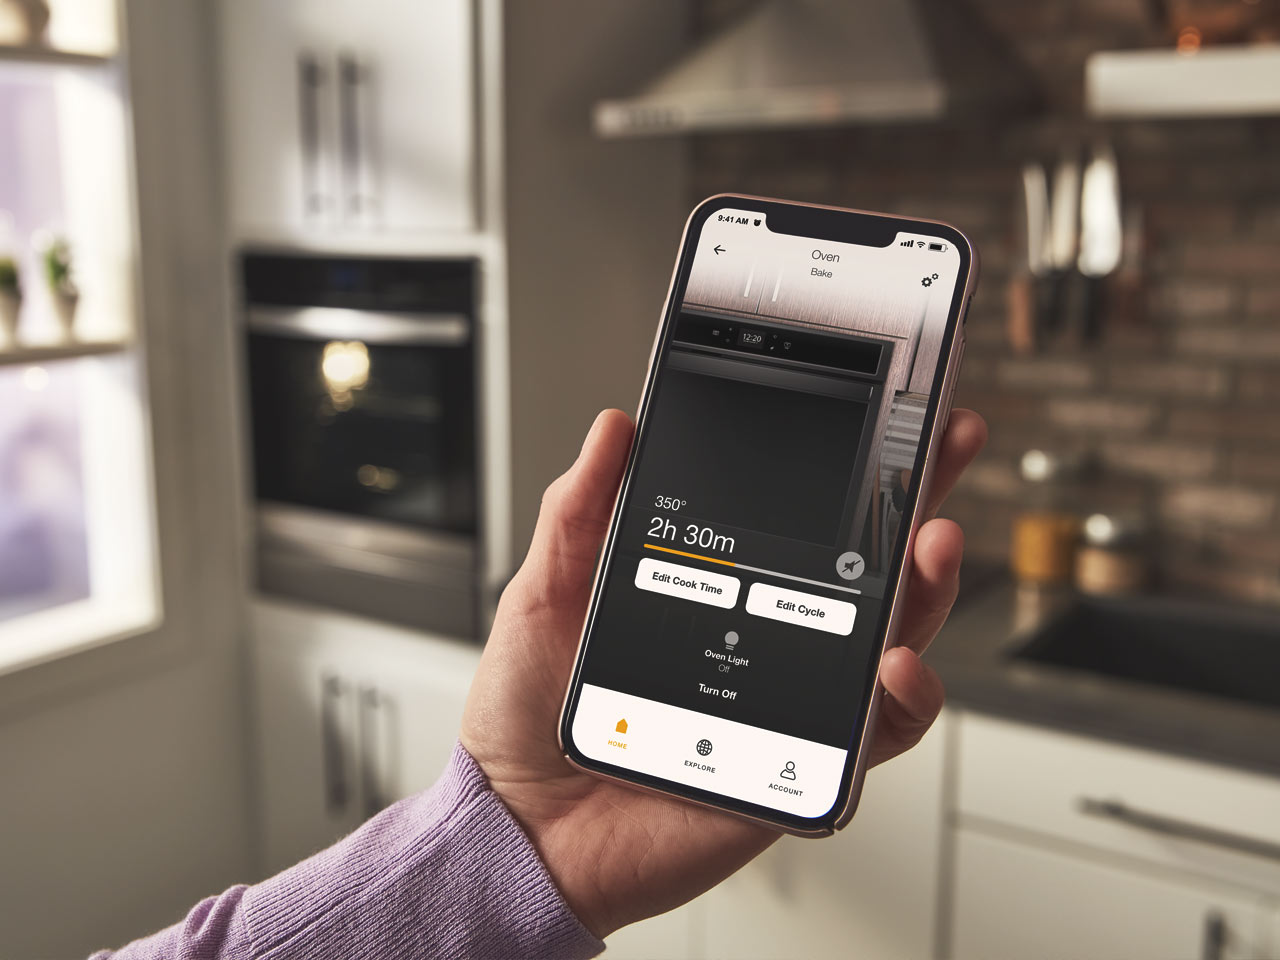 9:41 AM
Oven
Bake
12:20
350°
2h 30m
Edit Cook Time
Edit Cycle
Oven Light
Off
Turn Off
HOME
EXPLORE
ACCOUNT